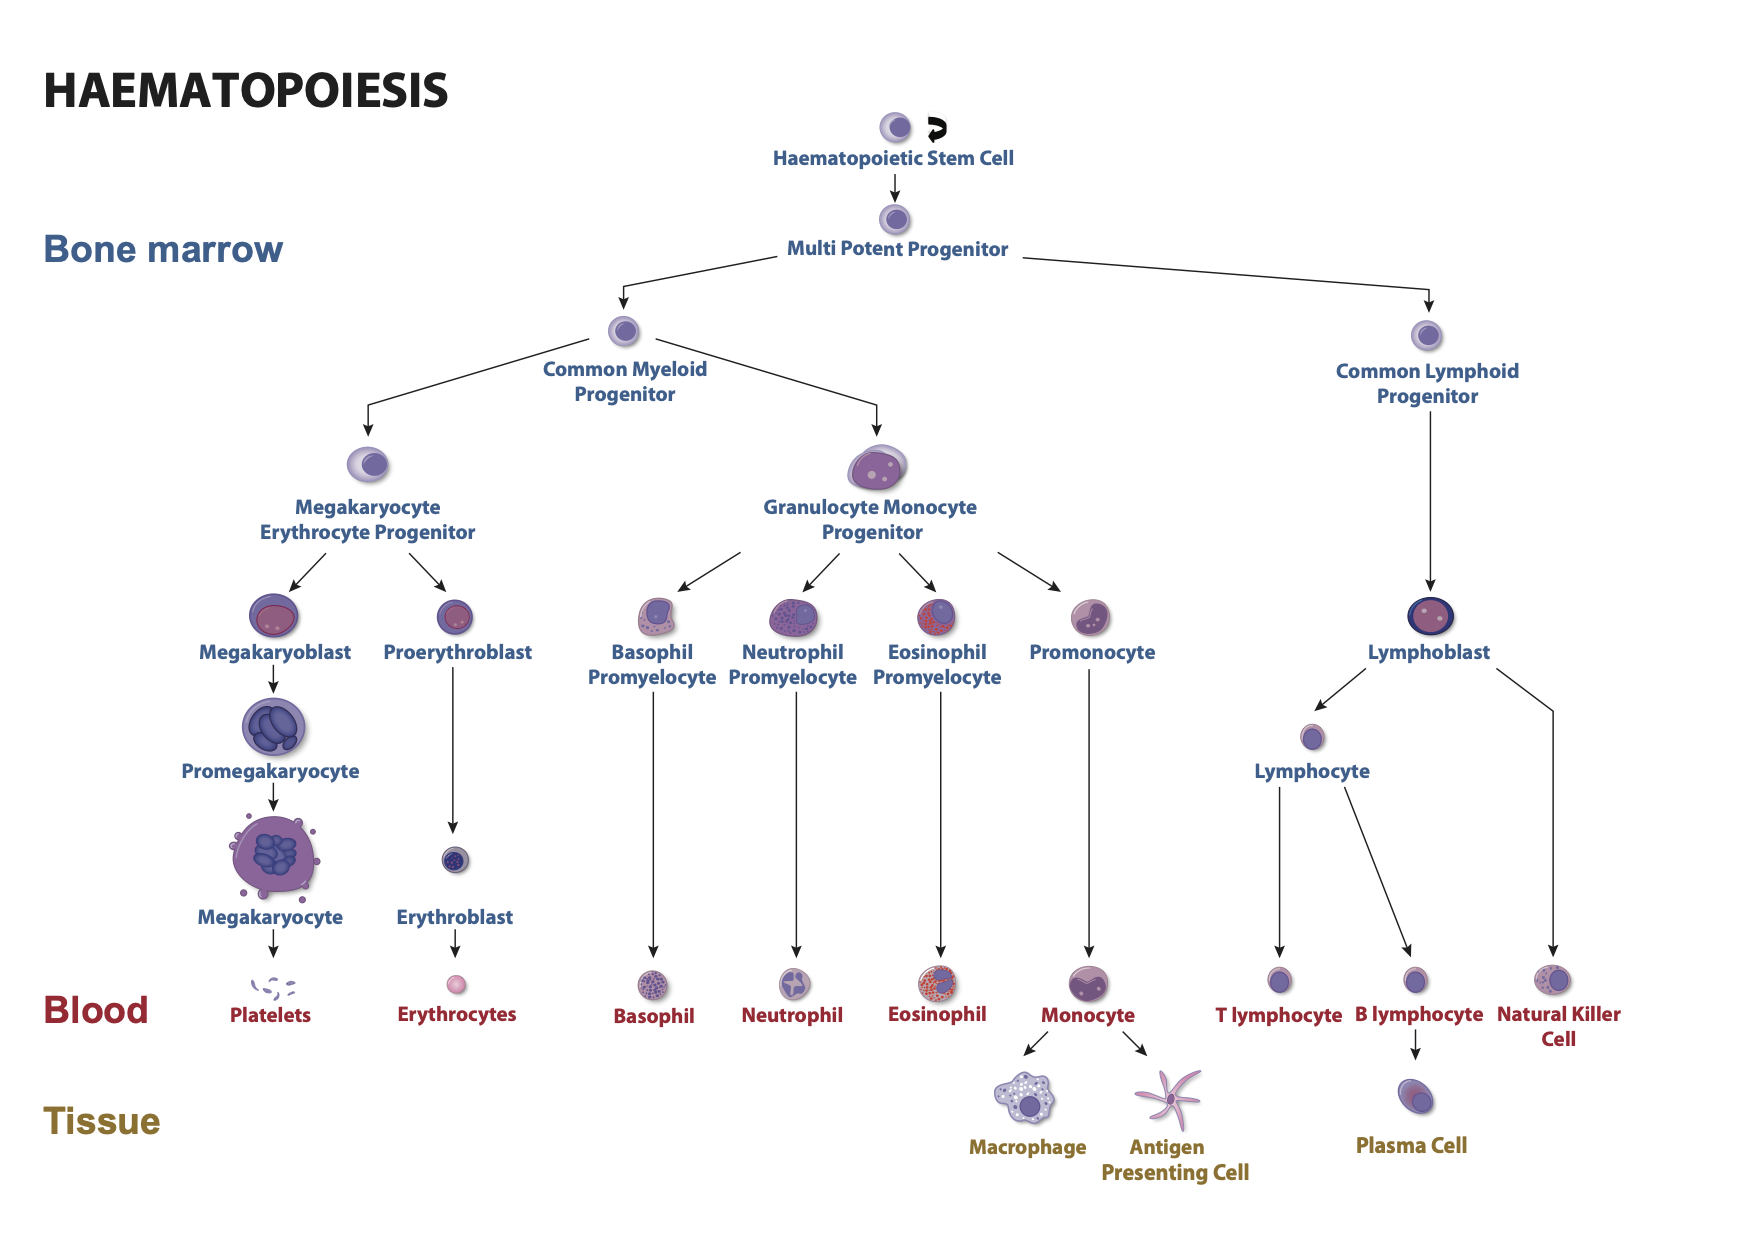 HAEMATOPOIESIS
Haematopoietic Stem Cell
Bone marrow
Multi Potent Progenitor
Common Myeloid
Progenitor
Common Lymphoid
Progenitor
Megakaryocyte
Erythrocyte Progenitor
Granulocyte Monocyte
Progenitor
Megakaryoblast
Proerythroblast
Basophil
Promyelocyte
Neutrophil
Promyelocyte
Eosinophil
Promyelocyte
Promonocyte
Lymphoblast
Promegakaryocyte
Lymphocyte
Megakaryocyte
Erythroblast
Blood
Platelets
Erythrocytes
Basophil
Neutrophil
Eosinophil
Monocyte
T lymphocyte
B lymphocyte
Natural Killer
Cell
Tissue
Macrophage
Antigen
Presenting Cell
Plasma Cell